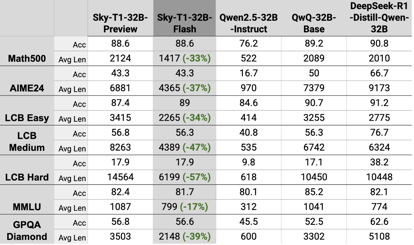 Sky-T1-32B-Preview Sky-T1-32B-Flash Qwen2.5-32B-Instruct QwQ-32B-Base DeepSeek-R1-Distill-Qwen-32B
Math500 Acc 88.6 88.6 76.2 89.2 90.8
Avg Len 2124 1417 (-33%) 522 2089 2010
AIME24 Acc 43.3 43.3 16.7 50 66.7
Avg Len 6881 4365 (-37%) 970 7379 9173
LCB Easy Acc 87.4 89 84.6 90.7 91.2
Avg Len 3415 2265 (-34%) 414 3255 2775
LCB Medium Acc 56.8 56.3 40.8 56.3 76.7
Avg Len 8263 4389 (-47%) 535 6742 6324
LCB Hard Acc 17.9 17.9 9.8 17.1 38.2
Avg Len 14564 6199 (-57%) 618 10450 10448
MMLU Acc 82.4 81.7 80.1 85.2 82.1
Avg Len 1087 799 (-17%) 312 1041 774
GPQA Diamond Acc 56.8 56.6 45.5 52.5 62.6
Avg Len 3503 2148 (-39%) 600 3302 5108